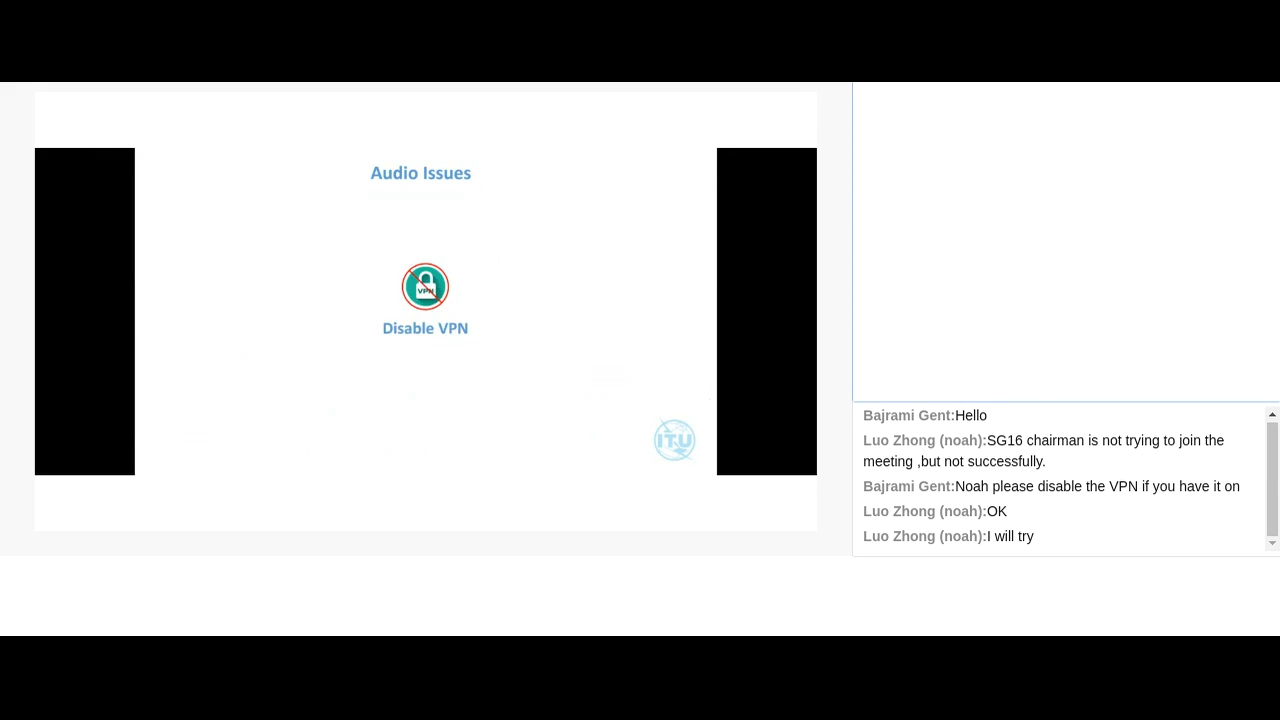 Audio Issues
VPN
Disable VPN
ITU
Bajrami Gent:Hello
Luo Zhong (noah):SG16 chairman is not trying to join the
meeting ,but not successfully.
Bajrami Gent:Noah please disable the VPN if you have it on
Luo Zhong (noah):OK
Luo Zhong (noah):I will try